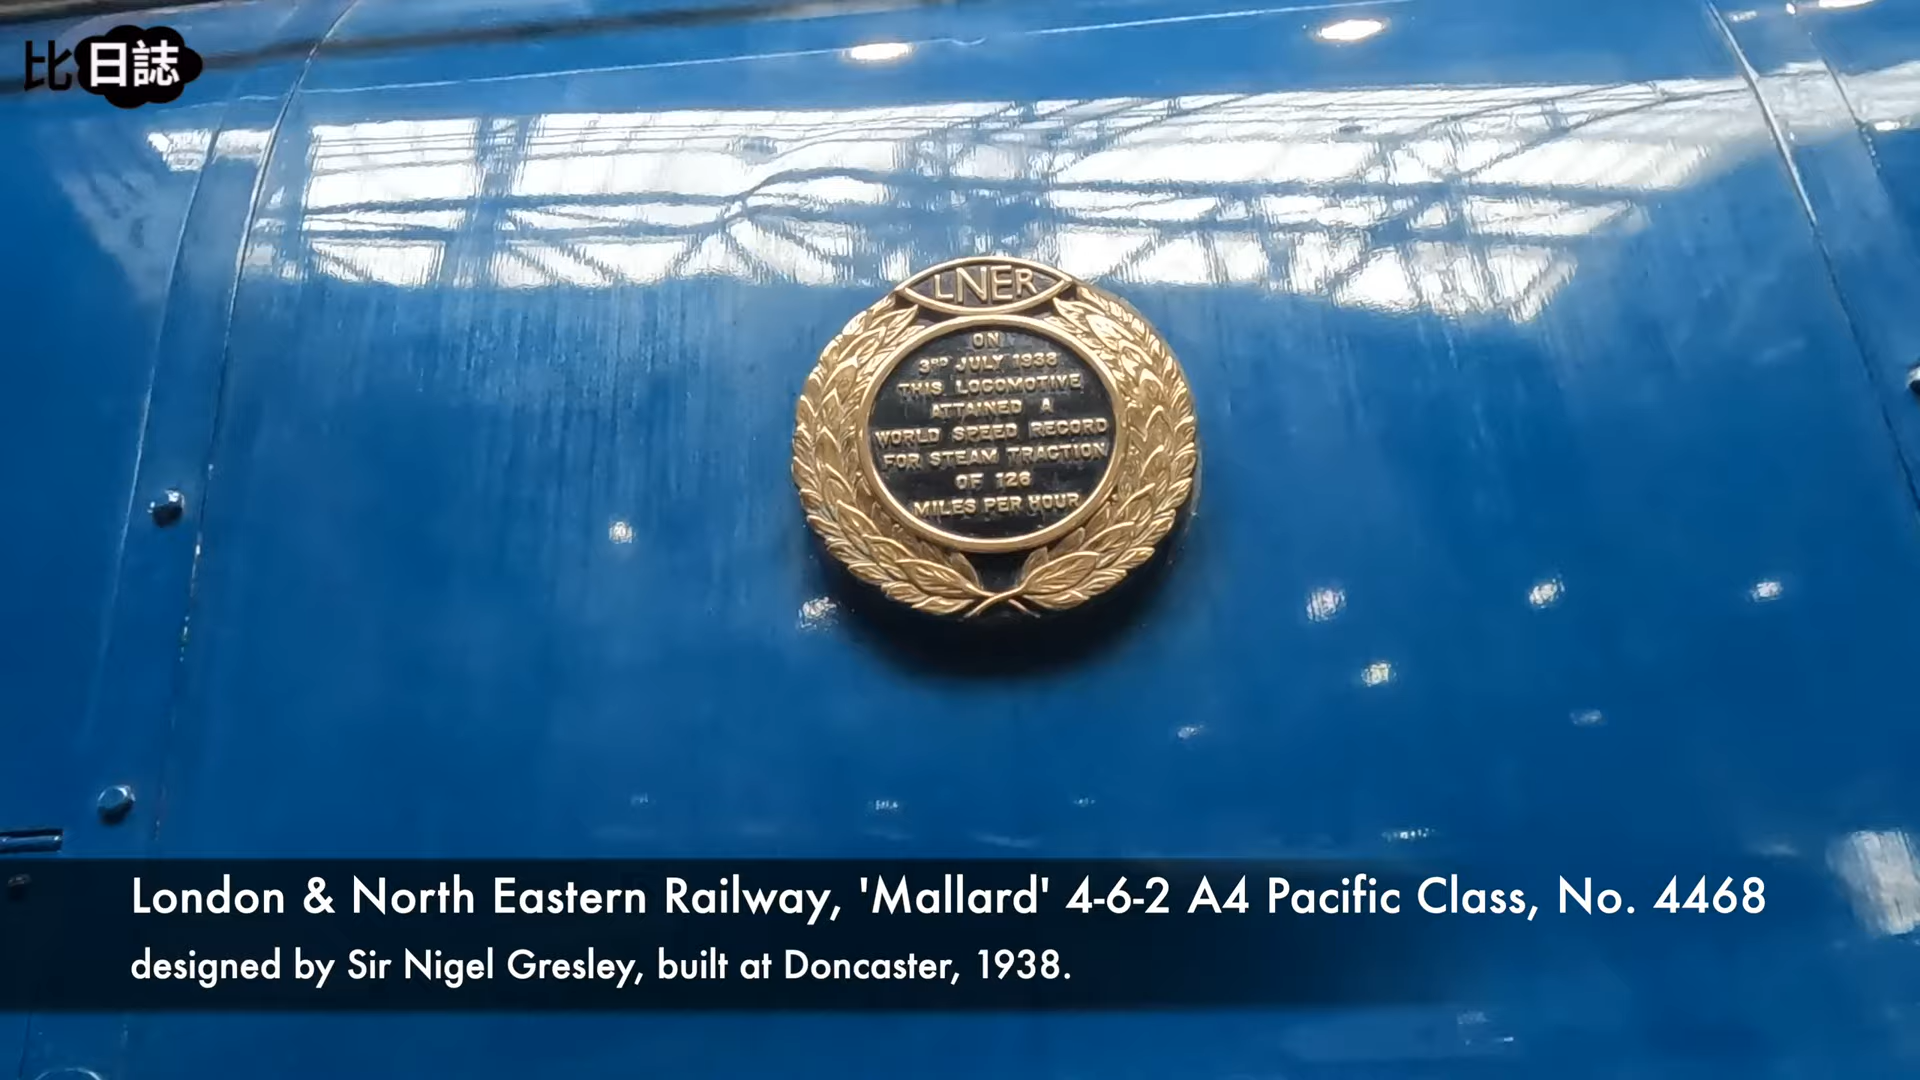 比日誌
LNER
ON
3RD JULY 1938
THIS LOCOMOTIVE
ATTAINED A
WORLD SPEED RECORD
FOR STEAM TRACTION
OF 126
MILES PER HOUR
London & North Eastern Railway, 'Mallard' 4-6-2 A4 Pacific Class, No. 4468
designed by Sir Nigel Gresley, built at Doncaster, 1938.